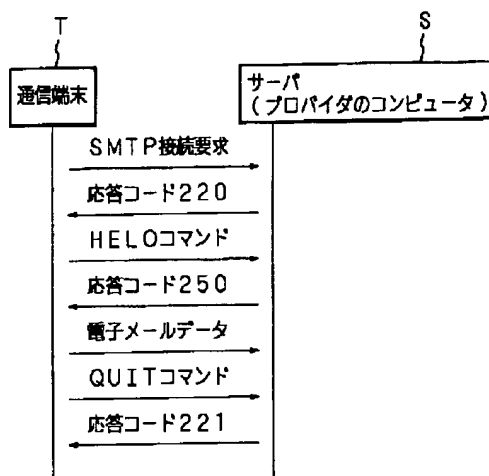 T
S
通信端末
サーバ
(プロバイダのコンピュータ)
SMTP接続要求
応答コード220
HELOコマンド
応答コード250
電子メールデータ
QUITコマンド
応答コード221